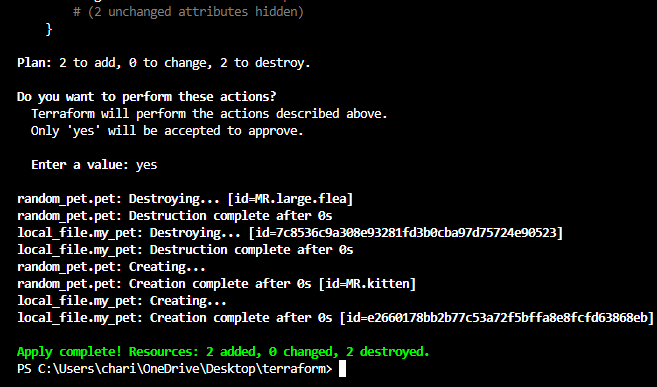 # (2 unchanged attributes hidden)
}
Plan: 2 to add, 0 to change, 2 to destroy.
Do you want to perform these actions?
Terraform will perform the actions described above.
Only 'yes' will be accepted to approve.
Enter a value: yes
random_pet.pet: Destroying... [id=MR.large.flea]
random_pet.pet: Destruction complete after 0s
local_file.my_pet: Destroying... [id=7c8536c9a308e93281fd3b0cba97d75724e90523]
local_file.my_pet: Destruction complete after 0s
random_pet.pet: Creating...
random_pet.pet: Creation complete after 0s [id=MR.kitten]
local_file.my_pet: Creating...
local_file.my_pet: Creation complete after 0s [id=e2660178bb2b77c53a72f5bffa8e8fcfd63868eb]
Apply complete! Resources: 2 added, 0 changed, 2 destroyed.
PS C:\Users\chari\OneDrive\Desktop\terraform>